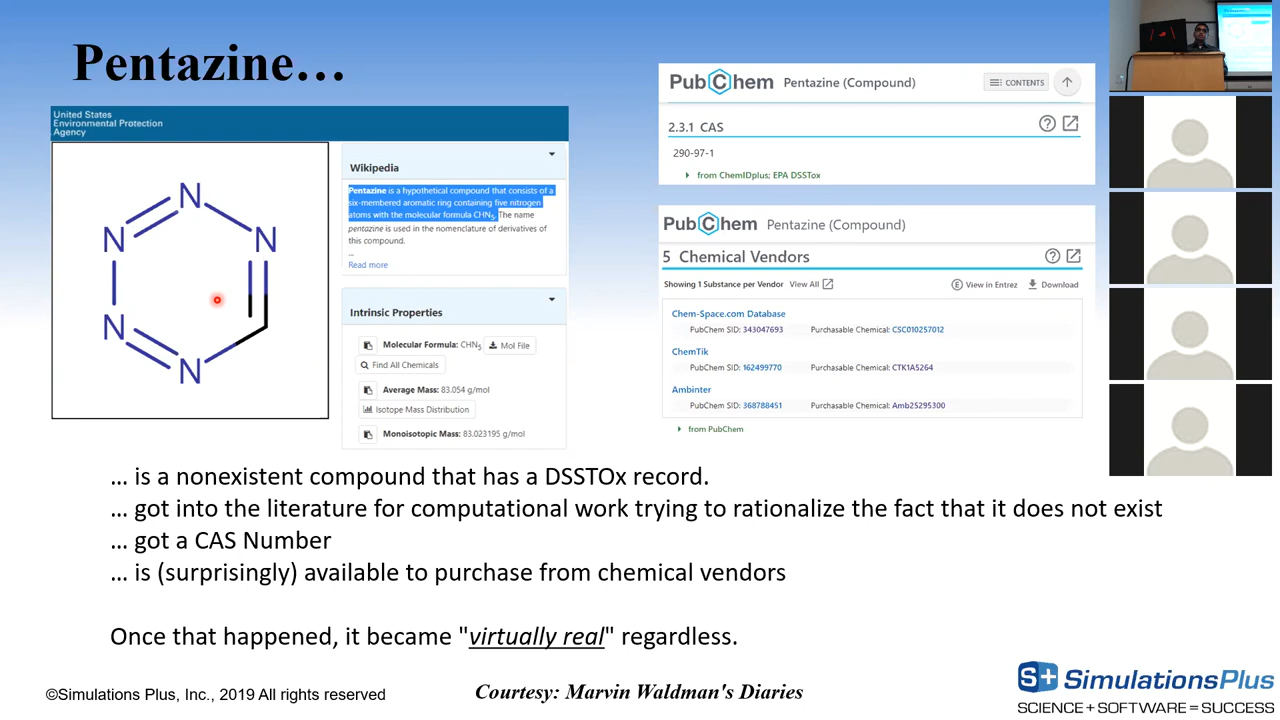 Pentazine…
United States
Environmental Protection
Agency
N
N
N
N
N
Wikipedia
Pentazine is a hypothetical compound that consists of a
six-membered aromatic ring containing five nitrogen
atoms with the molecular formula CHN5. The name
pentazine is used in the nomenclature of derivatives of
this compound.
...
Read more
Intrinsic Properties
Molecular Formula: CHN5 Mol File
Find All Chemicals
Average Mass: 83.054 g/mol
Isotope Mass Distribution
Monoisotopic Mass: 83.023195 g/mol
PubChem Pentazine (Compound) CONTENTS
2.3.1 CAS
290-97-1
from ChemIDplus; EPA DSSTox
PubChem Pentazine (Compound)
5 Chemical Vendors
Showing 1 Substance per Vendor View All View in Entrez Download
Chem-Space.com Database
PubChem SID: 343047693 Purchasable Chemical: CSC010257012
ChemTik
PubChem SID: 162499770 Purchasable Chemical: CTK1A5264
Ambinter
PubChem SID: 368788451 Purchasable Chemical: Amb25295300
from PubChem
… is a nonexistent compound that has a DSSTOx record.
… got into the literature for computational work trying to rationalize the fact that it does not exist
… got a CAS Number
… is (surprisingly) available to purchase from chemical vendors
Once that happened, it became "virtually real" regardless.
©Simulations Plus, Inc., 2019 All rights reserved
Courtesy: Marvin Waldman's Diaries
S+ SimulationsPlus
SCIENCE + SOFTWARE = SUCCESS